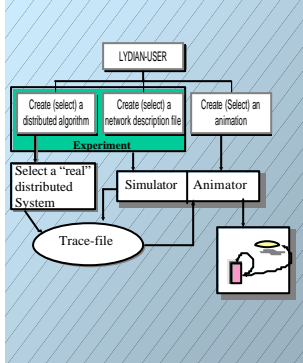 LYDIAN-USER
Create (select) a
distributed algorithm
Create (select) a
network description file
Create (Select) an
animation
Experiment
Select a “real”
distributed
System
Simulator
Animator
Trace-file